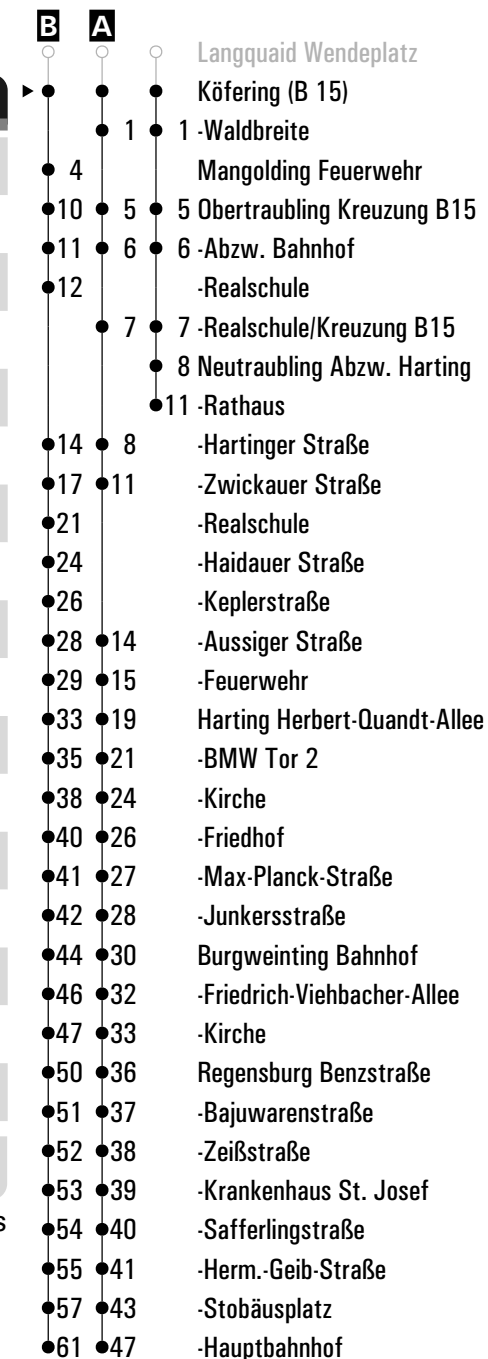 B A
Langquaid Wendeplatz
Köfering (B 15)
1 1 -Waldbreite
4 Mangolding Feuerwehr
10 5 5 Obertraubling Kreuzung B15
11 6 6 -Abzw. Bahnhof
12 -Realschule
7 7 -Realschule/Kreuzung B15
8 Neutraubling Abzw. Harting
11 -Rathaus
14 8 -Hartinger Straße
17 11 -Zwickauer Straße
21 -Realschule
24 -Haidauer Straße
26 -Keplerstraße
28 14 -Aussiger Straße
29 15 -Feuerwehr
33 19 Harting Herbert-Quandt-Allee
35 21 -BMW Tor 2
38 24 -Kirche
40 26 -Friedhof
41 27 -Max-Planck-Straße
42 28 -Junkersstraße
44 30 Burgweinting Bahnhof
46 32 -Friedrich-Viehbacher-Allee
47 33 -Kirche
50 36 Regensburg Benzstraße
51 37 -Bajuwarenstraße
52 38 -Zeißstraße
53 39 -Krankenhaus St. Josef
s 54 40 -Safferlingstraße
55 41 -Herm.-Geib-Straße
57 43 -Stobäusplatz
61 47 -Hauptbahnhof